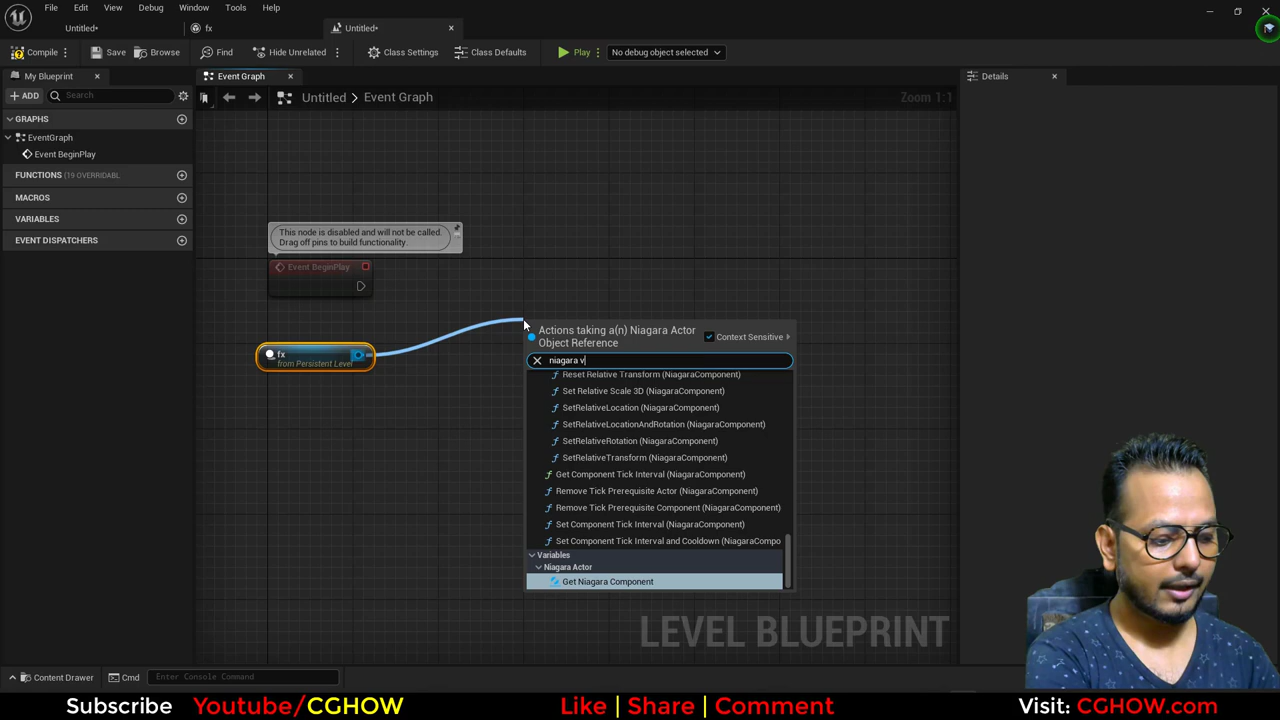 File Edit View Debug Window Tools Help
Untitled* fx Untitled*
Compile Save Browse Find Hide Unrelated Class Settings Class Defaults Play No debug object selected
My Blueprint Event Graph Details
ADD Search Untitled > Event Graph Zoom 1:1
GRAPHS
EventGraph
Event BeginPlay
FUNCTIONS (19 OVERRIDABL
MACROS
VARIABLES
EVENT DISPATCHERS
This node is disabled and will not be called.
Drag off pins to build functionality.
Event BeginPlay
fx
from Persistent Level
Actions taking a(n) Niagara Actor
Object Reference
Context Sensitive
niagara v
Reset Relative Transform (NiagaraComponent)
Set Relative Scale 3D (NiagaraComponent)
SetRelativeLocation (NiagaraComponent)
SetRelativeLocationAndRotation (NiagaraComponent)
SetRelativeRotation (NiagaraComponent)
SetRelativeTransform (NiagaraComponent)
Get Component Tick Interval (NiagaraComponent)
Remove Tick Prerequisite Actor (NiagaraComponent)
Remove Tick Prerequisite Component (NiagaraComponent)
Set Component Tick Interval (NiagaraComponent)
Set Component Tick Interval and Cooldown (NiagaraCompo
Variables
Niagara Actor
Get Niagara Component
LEVEL BLUEPRINT
Content Drawer Cmd Enter Console Command
Subscribe Youtube/CGHOW Like | Share | Comment Visit: CGHOW.com